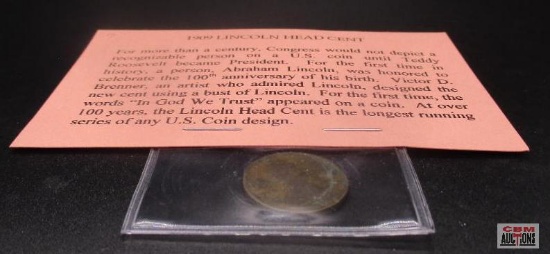 1909 LINCOLN HEAD CENT
For more than a century, Congress would not depict a
recognizable person on a U.S. coin until Teddy
Roosevelt became President. For the first time in
history, a person, Abraham Lincoln, was honored to
celebrate the 100th anniversary of his birth. Victor D.
Brenner, an artist who admired Lincoln, designed the
new cent using a bust of Lincoln. For the first time, the
words "In God We Trust" appeared on a coin. At over
100 years, the Lincoln Head Cent is the longest running
series of any U.S. Coin design.
CBM
AUCTIONS